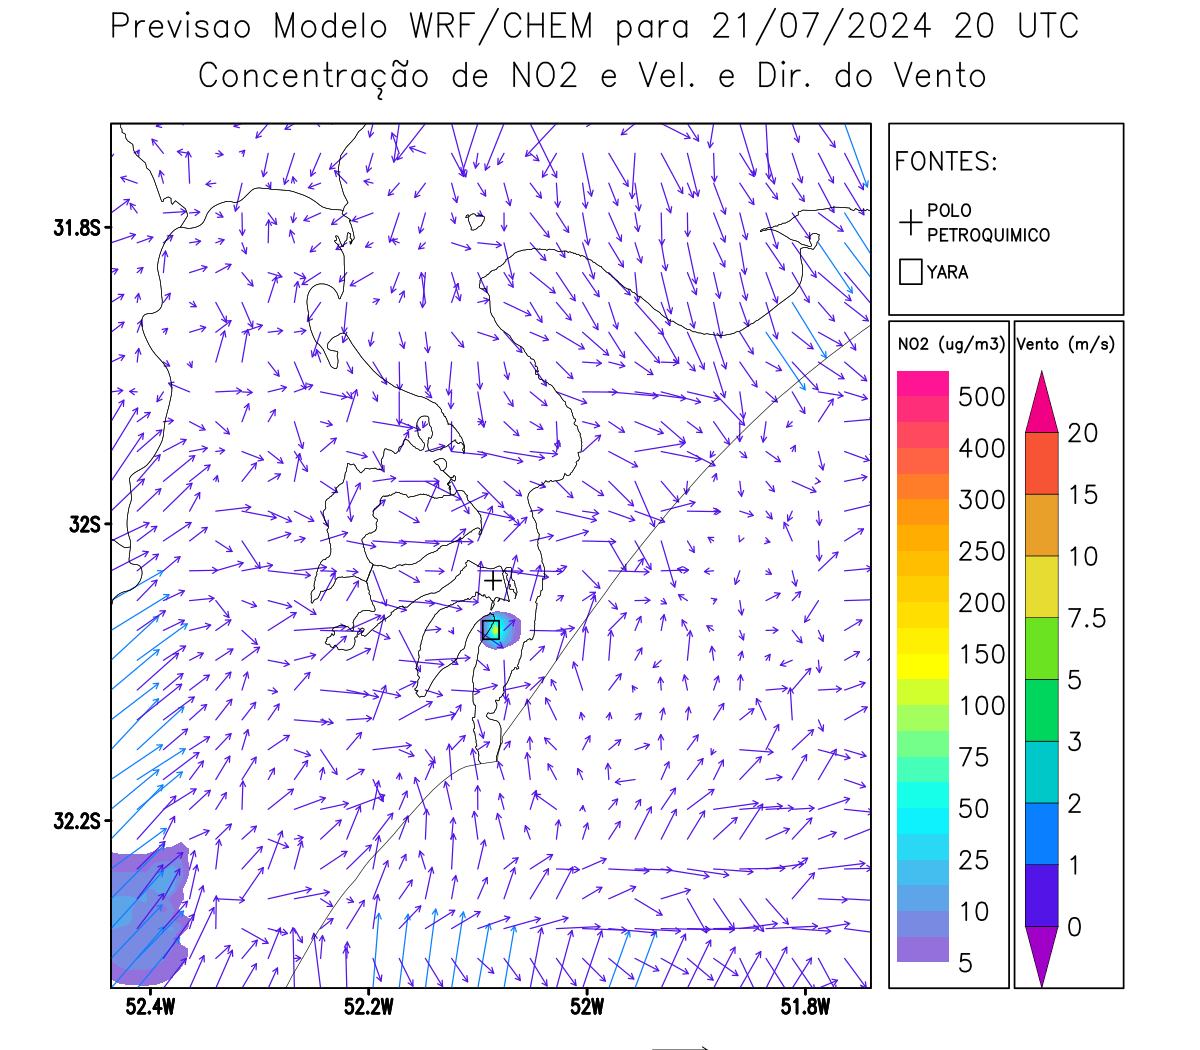 Previsao Modelo WRF/CHEM para 21/07/2024 20 UTC
Concentração de NO2 e Vel. e Dir. do Vento
FONTES:
POLO
PETROQUIMICO
YARA
31.8S
32S
32.2S
52.4W
52.2W
52W
51.8W
NO2 (ug/m3)
500
400
300
250
200
150
100
75
50
25
10
5
Vento (m/s)
20
15
10
7.5
5
3
2
1
0